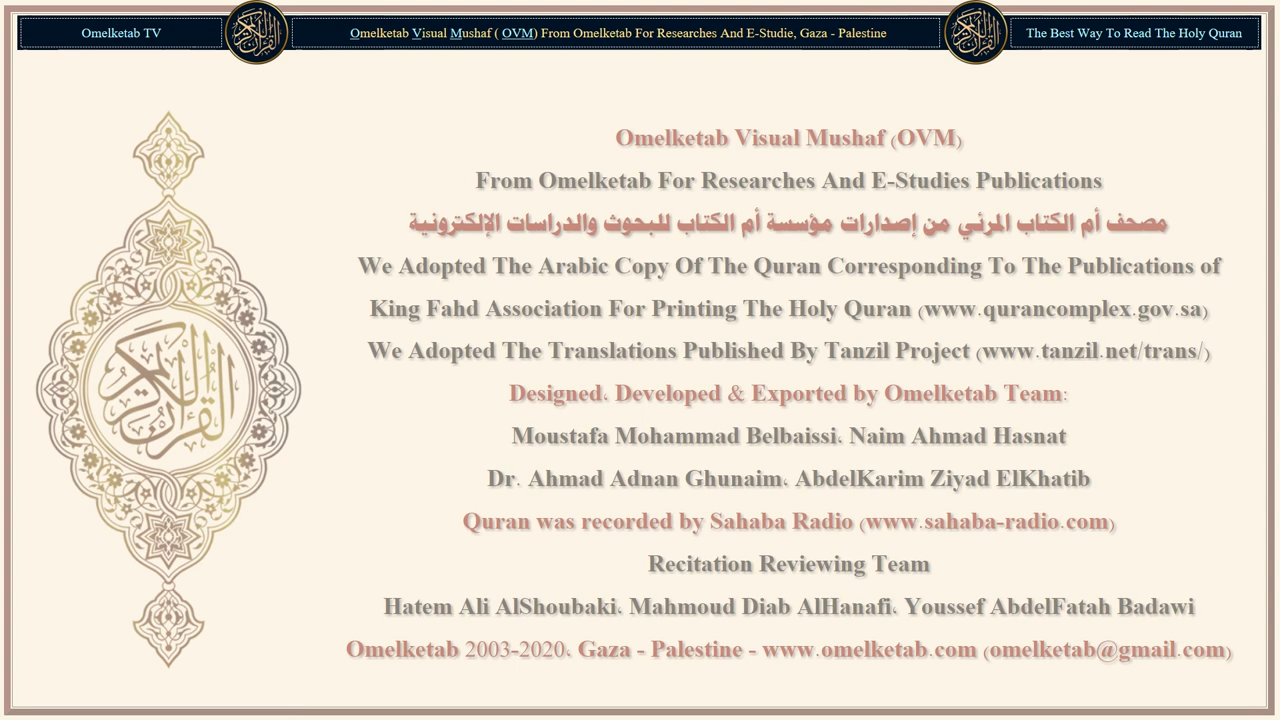 Omelketab TV
Omelketab Visual Mushaf ( OVM) From Omelketab For Researches And E-Studie, Gaza - Palestine
The Best Way To Read The Holy Quran
Omelketab Visual Mushaf (OVM)
From Omelketab For Researches And E-Studies Publications
مصحف أم الكتاب المرئي من إصدارات مؤسسة أم الكتاب للبحوث والدراسات الإلكترونية
We Adopted The Arabic Copy Of The Quran Corresponding To The Publications of
King Fahd Association For Printing The Holy Quran (www.qurancomplex.gov.sa)
We Adopted The Translations Published By Tanzil Project (www.tanzil.net/trans/)
Designed، Developed & Exported by Omelketab Team:
Moustafa Mohammad Belbaissi، Naim Ahmad Hasnat
Dr. Ahmad Adnan Ghunaim، AbdelKarim Ziyad ElKhatib
Quran was recorded by Sahaba Radio (www.sahaba-radio.com)
Recitation Reviewing Team
Hatem Ali AlShoubaki، Mahmoud Diab AlHanafi، Youssef AbdelFatah Badawi
Omelketab 2003-2020، Gaza - Palestine - www.omelketab.com (omelketab@gmail.com)
القرآن الكريم